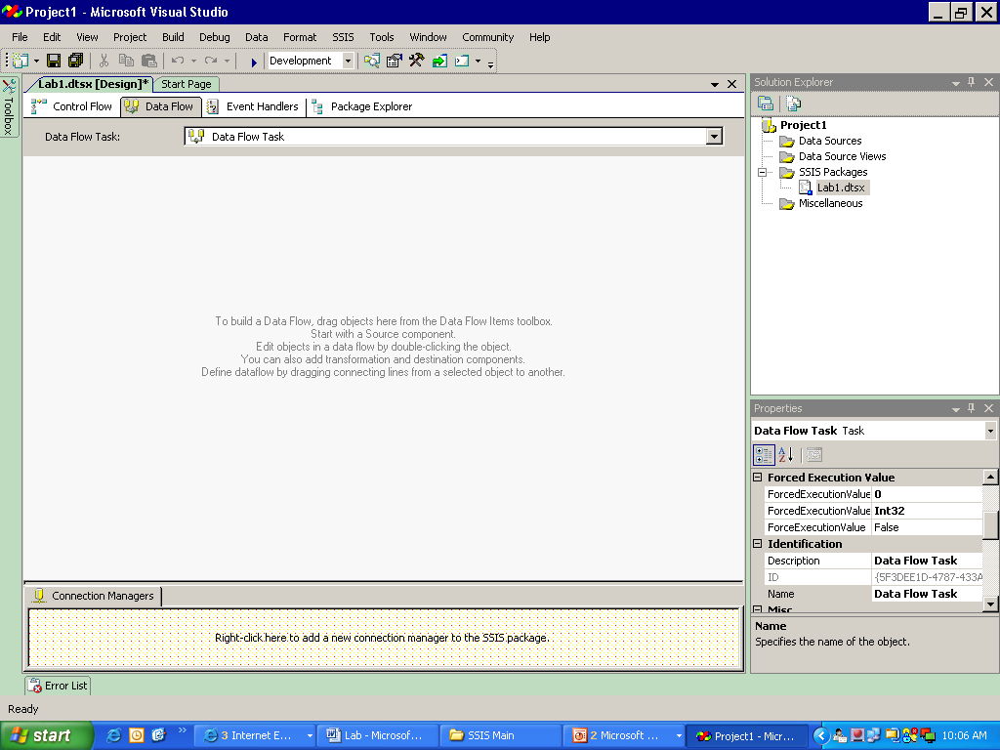 Project1 - Microsoft Visual Studio
File Edit View Project Build Debug Data Format SSIS Tools Window Community Help
Development
Toolbox
Lab1.dtsx [Design]* Start Page
Control Flow Data Flow Event Handlers Package Explorer
Data Flow Task: Data Flow Task
To build a Data Flow, drag objects here from the Data Flow Items toolbox.
Start with a Source component.
Edit objects in a data flow by double-clicking the object.
You can also add transformation and destination components.
Define dataflow by dragging connecting lines from a selected object to another.
Connection Managers
Right-click here to add a new connection manager to the SSIS package.
Solution Explorer
Project1
Data Sources
Data Source Views
SSIS Packages
Lab1.dtsx
Miscellaneous
Properties
Data Flow Task Task
Forced Execution Value
ForcedExecutionValue 0
ForcedExecutionValue Int32
ForceExecutionValue False
Identification
Description Data Flow Task
ID {5F3DEE1D-4787-433A
Name Data Flow Task
Misc
Name
Specifies the name of the object.
Error List
Ready
start 3 Internet E... Lab - Microsof... SSIS Main 2 Microsoft ... Project1 - Micr... 10:06 AM